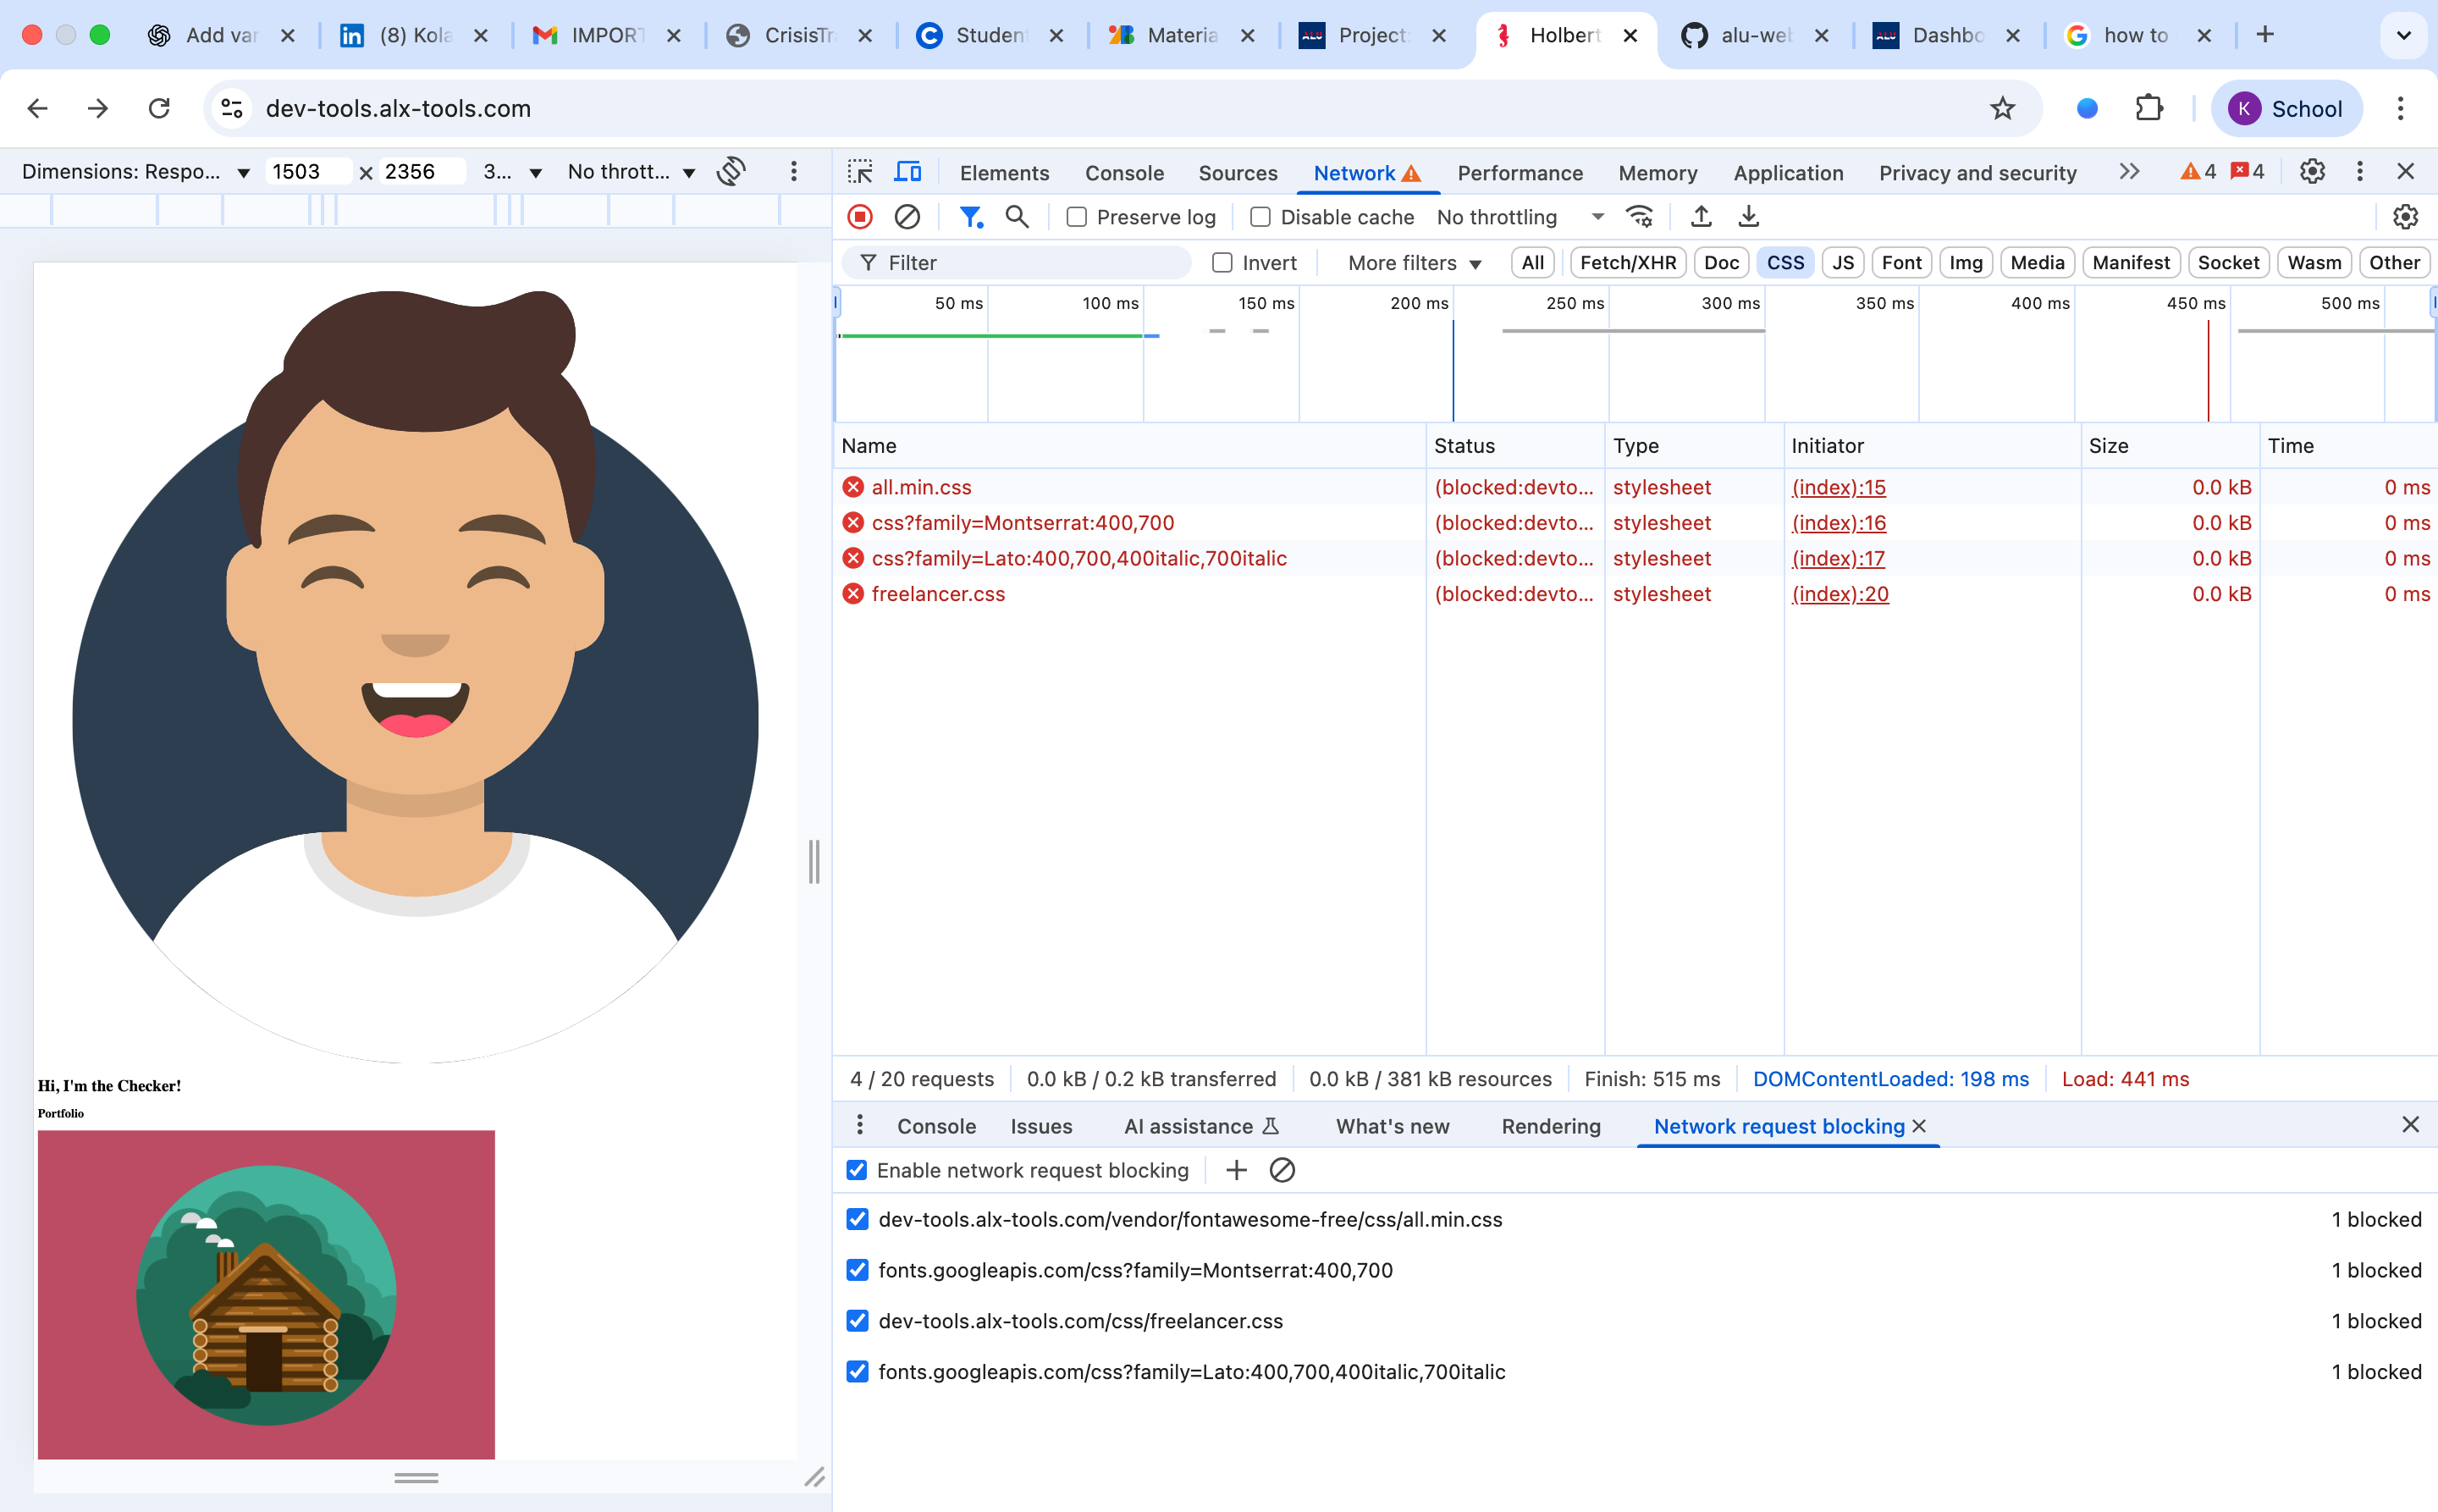 Add var
(8) Kola
IMPORT
CrisisTr
Studen
Materia
Project
Holbert
alu-web
Dashbo
how to
dev-tools.alx-tools.com
K School
Dimensions: Respo... 1503 x 2356 3... No thrott...
Elements Console Sources Network Performance Memory Application Privacy and security 4 4
Preserve log Disable cache No throttling
Filter Invert More filters All Fetch/XHR Doc CSS JS Font Img Media Manifest Socket Wasm Other
50 ms 100 ms 150 ms 200 ms 250 ms 300 ms 350 ms 400 ms 450 ms 500 ms
Name Status Type Initiator Size Time
all.min.css (blocked:devto... stylesheet (index):15 0.0 kB 0 ms
css?family=Montserrat:400,700 (blocked:devto... stylesheet (index):16 0.0 kB 0 ms
css?family=Lato:400,700,400italic,700italic (blocked:devto... stylesheet (index):17 0.0 kB 0 ms
freelancer.css (blocked:devto... stylesheet (index):20 0.0 kB 0 ms
4 / 20 requests 0.0 kB / 0.2 kB transferred 0.0 kB / 381 kB resources Finish: 515 ms DOMContentLoaded: 198 ms Load: 441 ms
Hi, I'm the Checker!
Portfolio
Console Issues AI assistance What's new Rendering Network request blocking
Enable network request blocking
dev-tools.alx-tools.com/vendor/fontawesome-free/css/all.min.css 1 blocked
fonts.googleapis.com/css?family=Montserrat:400,700 1 blocked
dev-tools.alx-tools.com/css/freelancer.css 1 blocked
fonts.googleapis.com/css?family=Lato:400,700,400italic,700italic 1 blocked